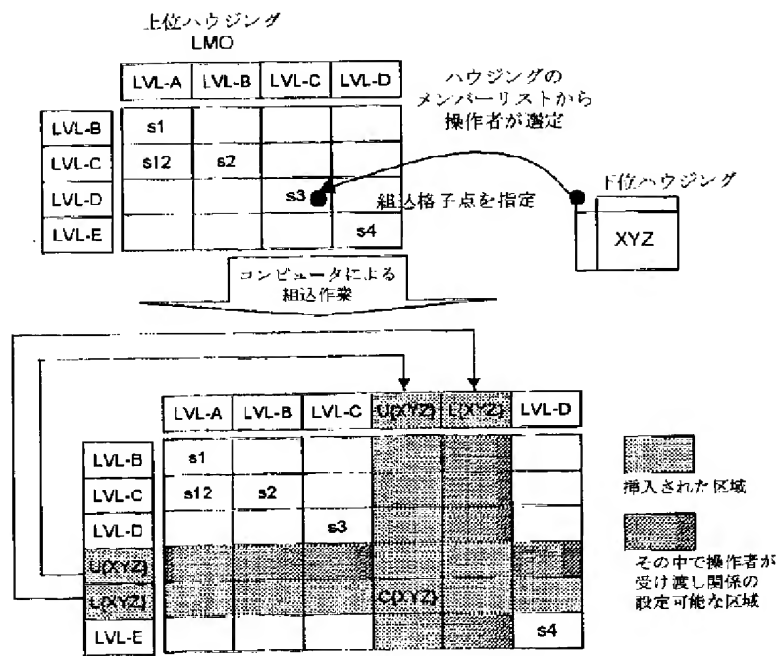 上位ハウジング
LMO
LVL-A LVL-B LVL-C LVL-D
LVL-B s1
LVL-C s12 s2
LVL-D s3
LVL-E s4
ハウジングの
メンバーリストから
操作者が選定
組込格子点を指定
下位ハウジング
XYZ
コンピュータによる
組込作業
LVL-A LVL-B LVL-C U(XYZ) L(XYZ) LVL-D
LVL-B s1
LVL-C s12 s2
LVL-D s3
U(XYZ)
L(XYZ) C(XYZ)
LVL-E s4
挿入された区域
その中で操作者が
受け渡し関係の
設定可能な区域